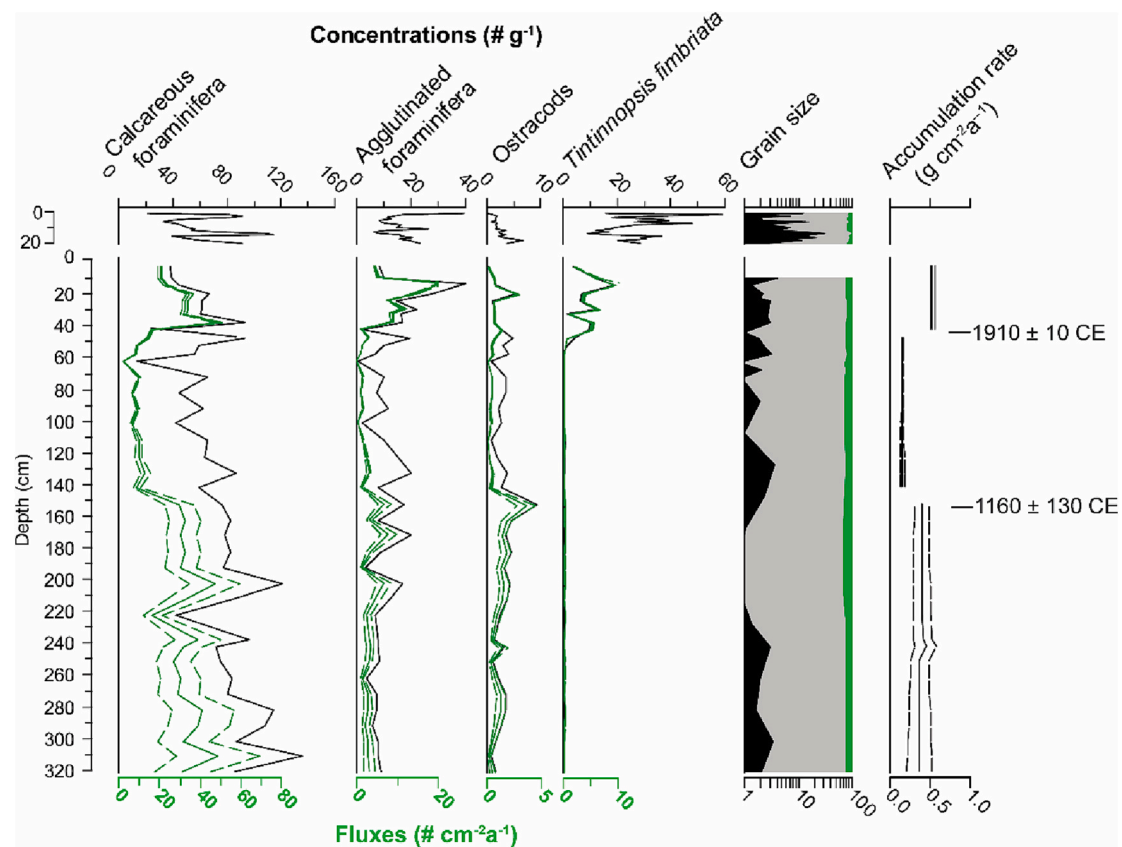 Concentrations (# g⁻¹)
Calcareous
foraminifera
Agglutinated
foraminifera
Ostracods
Tintinnopsis fimbriata
Grain size
Accumulation rate
(g cm⁻²a⁻¹)
0 40 80 120 160
0 20 40
0 10
0 20 40 60
0
20
0
20
40
60
80
100
120
140
160
180
200
220
240
260
280
300
320
Depth (cm)
1910 ± 10 CE
1160 ± 130 CE
0 20 40 60 80
0 20
0 5
0 10
1 10 100
0.0 0.5 1.0
Fluxes (# cm⁻²a⁻¹)